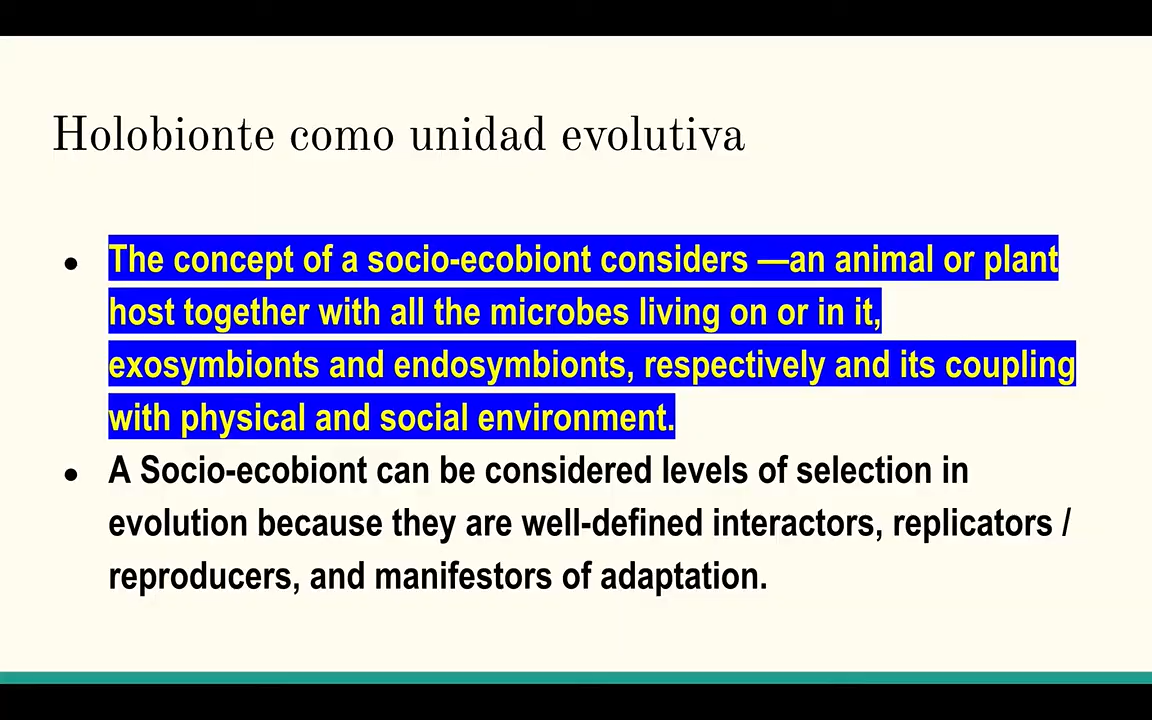 Holobionte como unidad evolutiva
● The concept of a socio-ecobiont considers —an animal or plant
host together with all the microbes living on or in it,
exosymbionts and endosymbionts, respectively and its coupling
with physical and social environment.
● A Socio-ecobiont can be considered levels of selection in
evolution because they are well-defined interactors, replicators /
reproducers, and manifestors of adaptation.